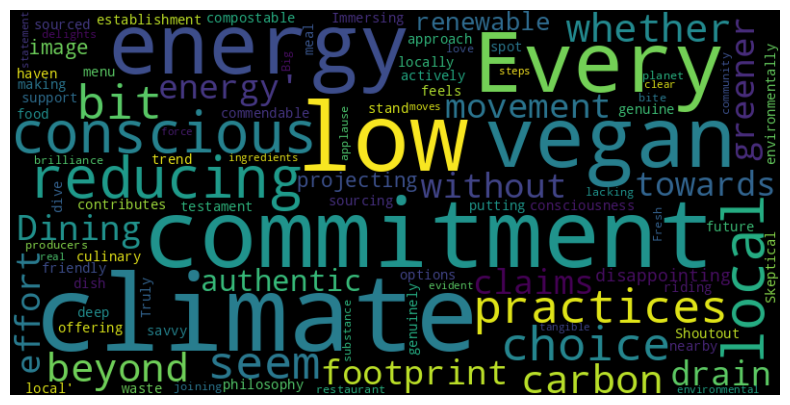 statement
sourced
delights
establishment
compostable
Immersing
renewable
whether
image
energy
Big
meal
approach
love
spot
Every
haven
menu
energy-
locally
actively
steps
planet
making
bit
feels
clear
community
environmentally
support
commendable
stand
moves
movement
bite
genuine
greener
food
force
applause
conscious
low
vegan
brilliance
trend
ingredients
lacking
reducing
projecting
without
towards
dive
contributes
testament
sourcing
putting
consciousness
Dining
commitment
Fresh
future
local
producers
real
culinary
friendly
Truly
authentic
options
evident
claims
disappointing
riding
Skeptical
effort
dish
climate
deep
offering
savvy
substance
genuinely
practices
tangible
choice
Shoutout
nearby
beyond
seem
footprint
carbon
drain
local'
waste
joining
philosophy
restaurant
environmental